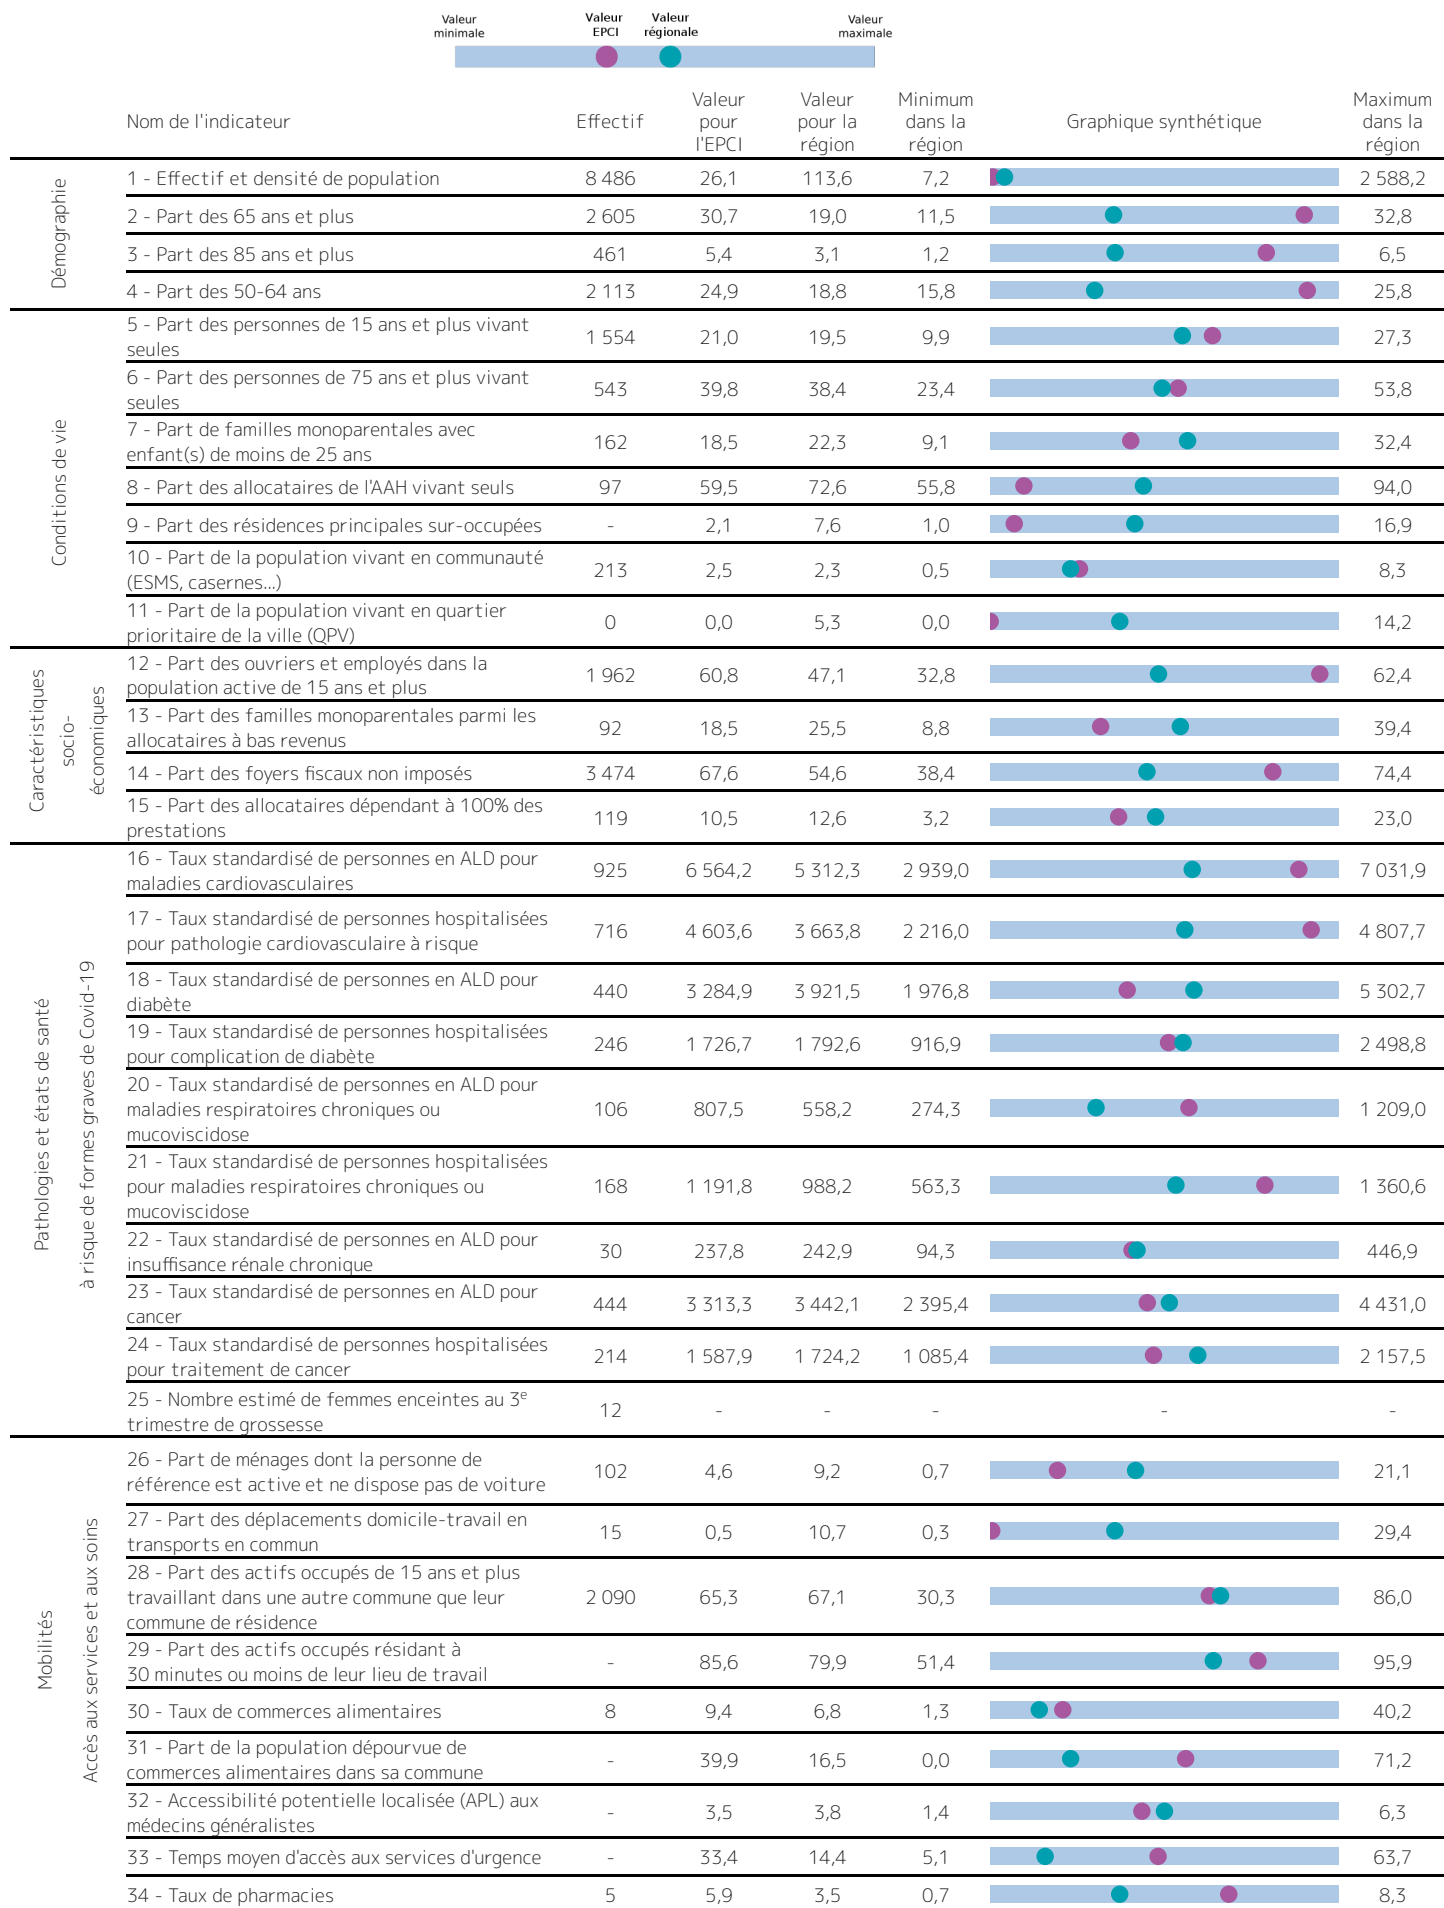 Valeur minimale
Valeur EPCI
Valeur régionale
Valeur maximale
Nom de l'indicateur
Effectif
Valeur pour l'EPCI
Valeur pour la région
Minimum dans la région
Graphique synthétique
Maximum dans la région
Démographie
1 - Effectif et densité de population 8 486 26,1 113,6 7,2 2 588,2
2 - Part des 65 ans et plus 2 605 30,7 19,0 11,5 32,8
3 - Part des 85 ans et plus 461 5,4 3,1 1,2 6,5
4 - Part des 50-64 ans 2 113 24,9 18,8 15,8 25,8
Conditions de vie
5 - Part des personnes de 15 ans et plus vivant
seules 1 554 21,0 19,5 9,9 27,3
6 - Part des personnes de 75 ans et plus vivant
seules 543 39,8 38,4 23,4 53,8
7 - Part de familles monoparentales avec
enfant(s) de moins de 25 ans 162 18,5 22,3 9,1 32,4
8 - Part des allocataires de l'AAH vivant seuls 97 59,5 72,6 55,8 94,0
9 - Part des résidences principales sur-occupées - 2,1 7,6 1,0 16,9
10 - Part de la population vivant en communauté
(ESMS, casernes...) 213 2,5 2,3 0,5 8,3
11 - Part de la population vivant en quartier
prioritaire de la ville (QPV) 0 0,0 5,3 0,0 14,2
Caractéristiques
socio-
économiques
12 - Part des ouvriers et employés dans la
population active de 15 ans et plus 1 962 60,8 47,1 32,8 62,4
13 - Part des familles monoparentales parmi les
allocataires à bas revenus 92 18,5 25,5 8,8 39,4
14 - Part des foyers fiscaux non imposés 3 474 67,6 54,6 38,4 74,4
15 - Part des allocataires dépendant à 100% des
prestations 119 10,5 12,6 3,2 23,0
Pathologies et états de santé
à risque de formes graves de Covid-19
16 - Taux standardisé de personnes en ALD pour
maladies cardiovasculaires 925 6 564,2 5 312,3 2 939,0 7 031,9
17 - Taux standardisé de personnes hospitalisées
pour pathologie cardiovasculaire à risque 716 4 603,6 3 663,8 2 216,0 4 807,7
18 - Taux standardisé de personnes en ALD pour
diabète 440 3 284,9 3 921,5 1 976,8 5 302,7
19 - Taux standardisé de personnes hospitalisées
pour complication de diabète 246 1 726,7 1 792,6 916,9 2 498,8
20 - Taux standardisé de personnes en ALD pour
maladies respiratoires chroniques ou
mucoviscidose 106 807,5 558,2 274,3 1 209,0
21 - Taux standardisé de personnes hospitalisées
pour maladies respiratoires chroniques ou
mucoviscidose 168 1 191,8 988,2 563,3 1 360,6
22 - Taux standardisé de personnes en ALD pour
insuffisance rénale chronique 30 237,8 242,9 94,3 446,9
23 - Taux standardisé de personnes en ALD pour
cancer 444 3 313,3 3 442,1 2 395,4 4 431,0
24 - Taux standardisé de personnes hospitalisées
pour traitement de cancer 214 1 587,9 1 724,2 1 085,4 2 157,5
25 - Nombre estimé de femmes enceintes au 3e
trimestre de grossesse 12 - - - - -
Mobilités
Accès aux services et aux soins
26 - Part de ménages dont la personne de
référence est active et ne dispose pas de voiture 102 4,6 9,2 0,7 21,1
27 - Part des déplacements domicile-travail en
transports en commun 15 0,5 10,7 0,3 29,4
28 - Part des actifs occupés de 15 ans et plus
travaillant dans une autre commune que leur
commune de résidence 2 090 65,3 67,1 30,3 86,0
29 - Part des actifs occupés résidant à
30 minutes ou moins de leur lieu de travail - 85,6 79,9 51,4 95,9
30 - Taux de commerces alimentaires 8 9,4 6,8 1,3 40,2
31 - Part de la population dépourvue de
commerces alimentaires dans sa commune - 39,9 16,5 0,0 71,2
32 - Accessibilité potentielle localisée (APL) aux
médecins généralistes - 3,5 3,8 1,4 6,3
33 - Temps moyen d'accès aux services d'urgence - 33,4 14,4 5,1 63,7
34 - Taux de pharmacies 5 5,9 3,5 0,7 8,3